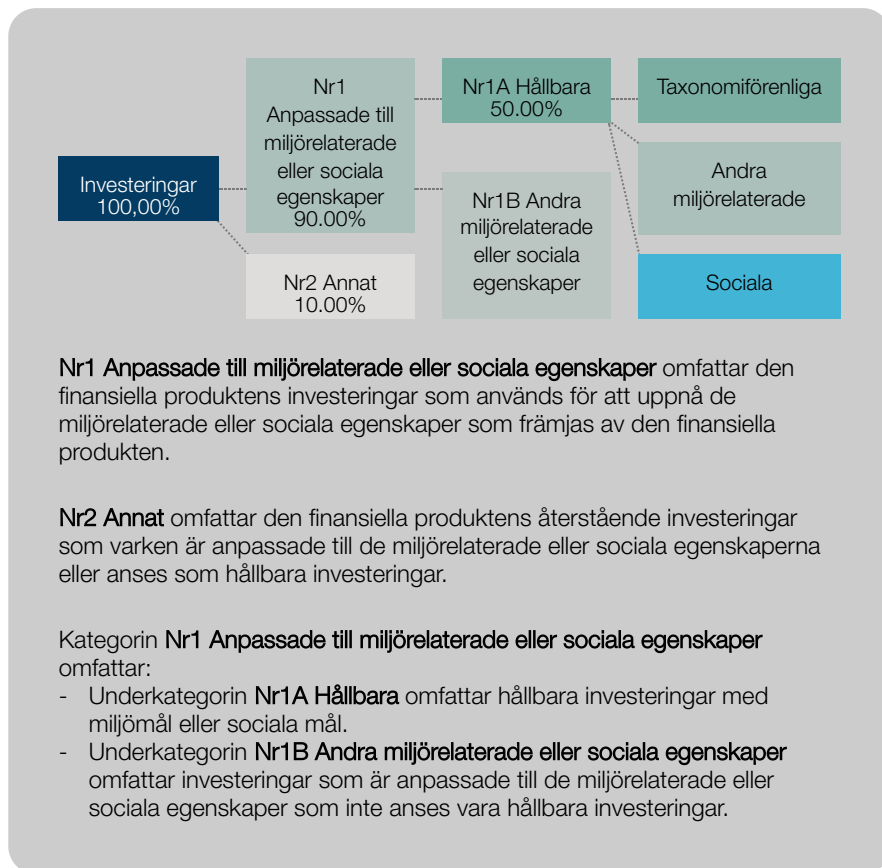 Investeringar
100,00%
Nr1
Anpassade till
miljörelaterade
eller sociala
egenskaper
90.00%
Nr2 Annat
10.00%
Nr1A Hållbara
50.00%
Nr1B Andra
miljörelaterade
eller sociala
egenskaper
Taxonomiförenliga
Andra
miljörelaterade
Sociala
Nr1 Anpassade till miljörelaterade eller sociala egenskaper omfattar den
finansiella produktens investeringar som används för att uppnå de
miljörelaterade eller sociala egenskaper som främjas av den finansiella
produkten.
Nr2 Annat omfattar den finansiella produktens återstående investeringar
som varken är anpassade till de miljörelaterade eller sociala egenskaperna
eller anses som hållbara investeringar.
Kategorin Nr1 Anpassade till miljörelaterade eller sociala egenskaper
omfattar:
- Underkategorin Nr1A Hållbara omfattar hållbara investeringar med
miljömål eller sociala mål.
- Underkategorin Nr1B Andra miljörelaterade eller sociala egenskaper
omfattar investeringar som är anpassade till de miljörelaterade eller
sociala egenskaper som inte anses vara hållbara investeringar.